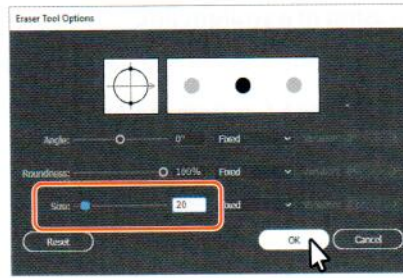 Eraser Tool Options
Angle: 0° Fixed
Roundness: 100% Fixed
Size: 20 Fixed
Reset OK Cancel